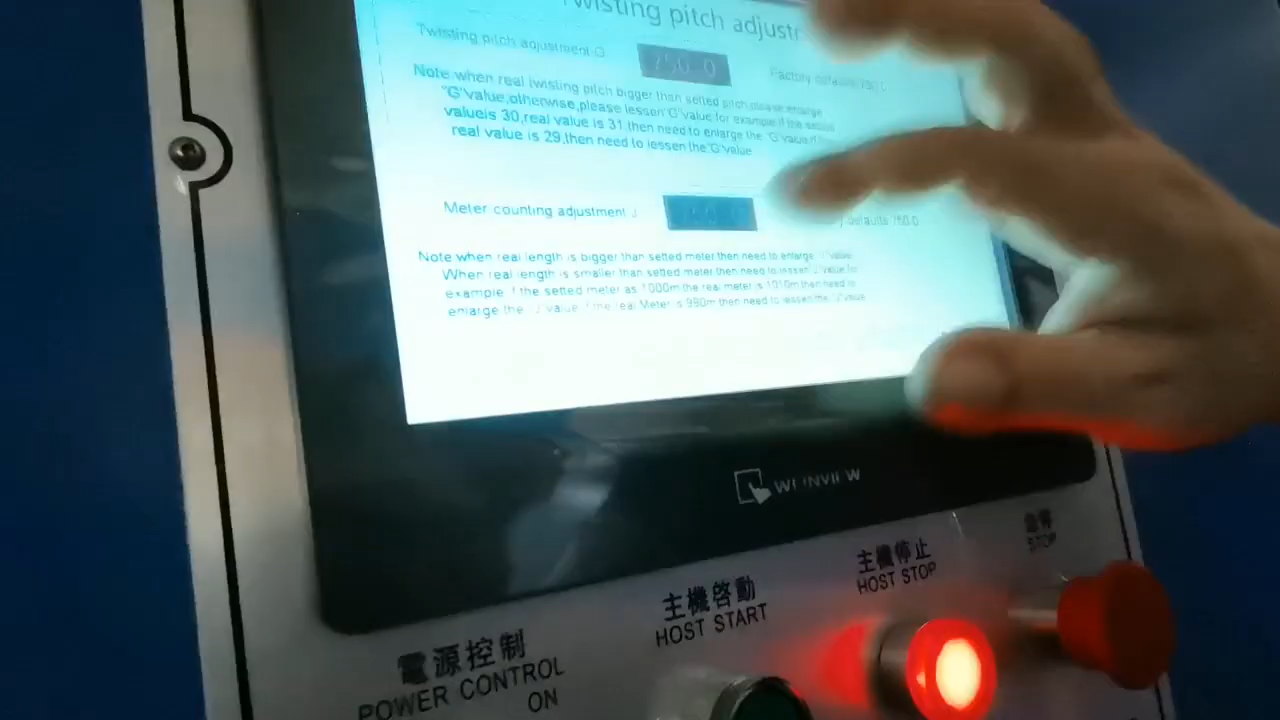 Twisting pitch adjustr
Twisting pitch adjustment G
750.0
Factory defaults 750.0
Note when real twisting pitch bigger than setted pitch,please enlarge
"G"value,otherwise,please lessen"G"value for example if the setted
valueis 30,real value is 31,then need to enlarge the "G"value if
real value is 29,then need to lessen the"G"value
Meter counting adjustment J
defaults 750.0
Note when real length is bigger than setted meter then need to enlarge "J"value
When real length is smaller than setted meter then need to lessen"J"value for
example if the setted meter as 1000m the real meter is 1010m then need to
enlarge the "J"value if the real Meter is 990m then need to lessen the "J"value
WEINVIEW
電源控制
POWER CONTROL
ON
主機啓動
HOST START
主機停止
HOST STOP
急停
STOP